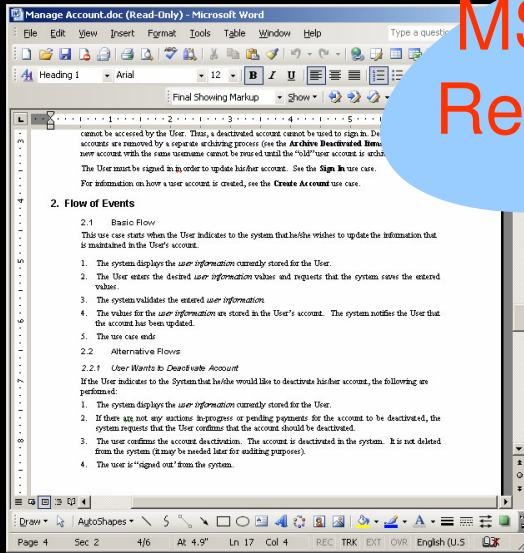 Manage Account.doc (Read-Only) - Microsoft Word
MS
Re
File Edit View Insert Format Tools Table Window Help Type a questio
Heading 1 Arial 12 B I U
Final Showing Markup Show
cannot be accessed by the User. Thus, a deactivated account cannot be used to sign in. De
accounts are removed by a separate archiving process (see the Archive Deactivated Items
new account with the same username cannot be reused until the "old" user account is archi
The User must be signed in in order to update his/her account. See the Sign In use case.
For information on how a user account is created, see the Create Account use case.
2. Flow of Events
2.1 Basic Flow
This use case starts when the User indicates to the system that he/she wishes to update the information that
is maintained in the User's account.
1. The system displays the user information currently stored for the User.
2. The User enters the desired user information values and requests that the system saves the entered
values.
3. The system validates the entered user information.
4. The values for the user information are stored in the User's account. The system notifies the User that
the account has been updated.
5. The use case ends
2.2 Alternative Flows
2.2.1 User Wants to Deactivate Account
If the User indicates to the System that he/she would like to deactivate his/her account, the following are
performed:
1. The system displays the user information currently stored for the User.
2. If there are not any auctions in-progress or pending payments for the account to be deactivated, the
system requests that the User confirms that the account should be deactivated.
3. The user confirms the account deactivation. The account is deactivated in the system. It is not deleted
from the system (it may be needed later for auditing purposes).
4. The user is "signed out' from the system.
Draw AutoShapes
Page 4 Sec 2 4/6 At 4.9" Ln 17 Col 4 REC TRK EXT OVR English (U.S